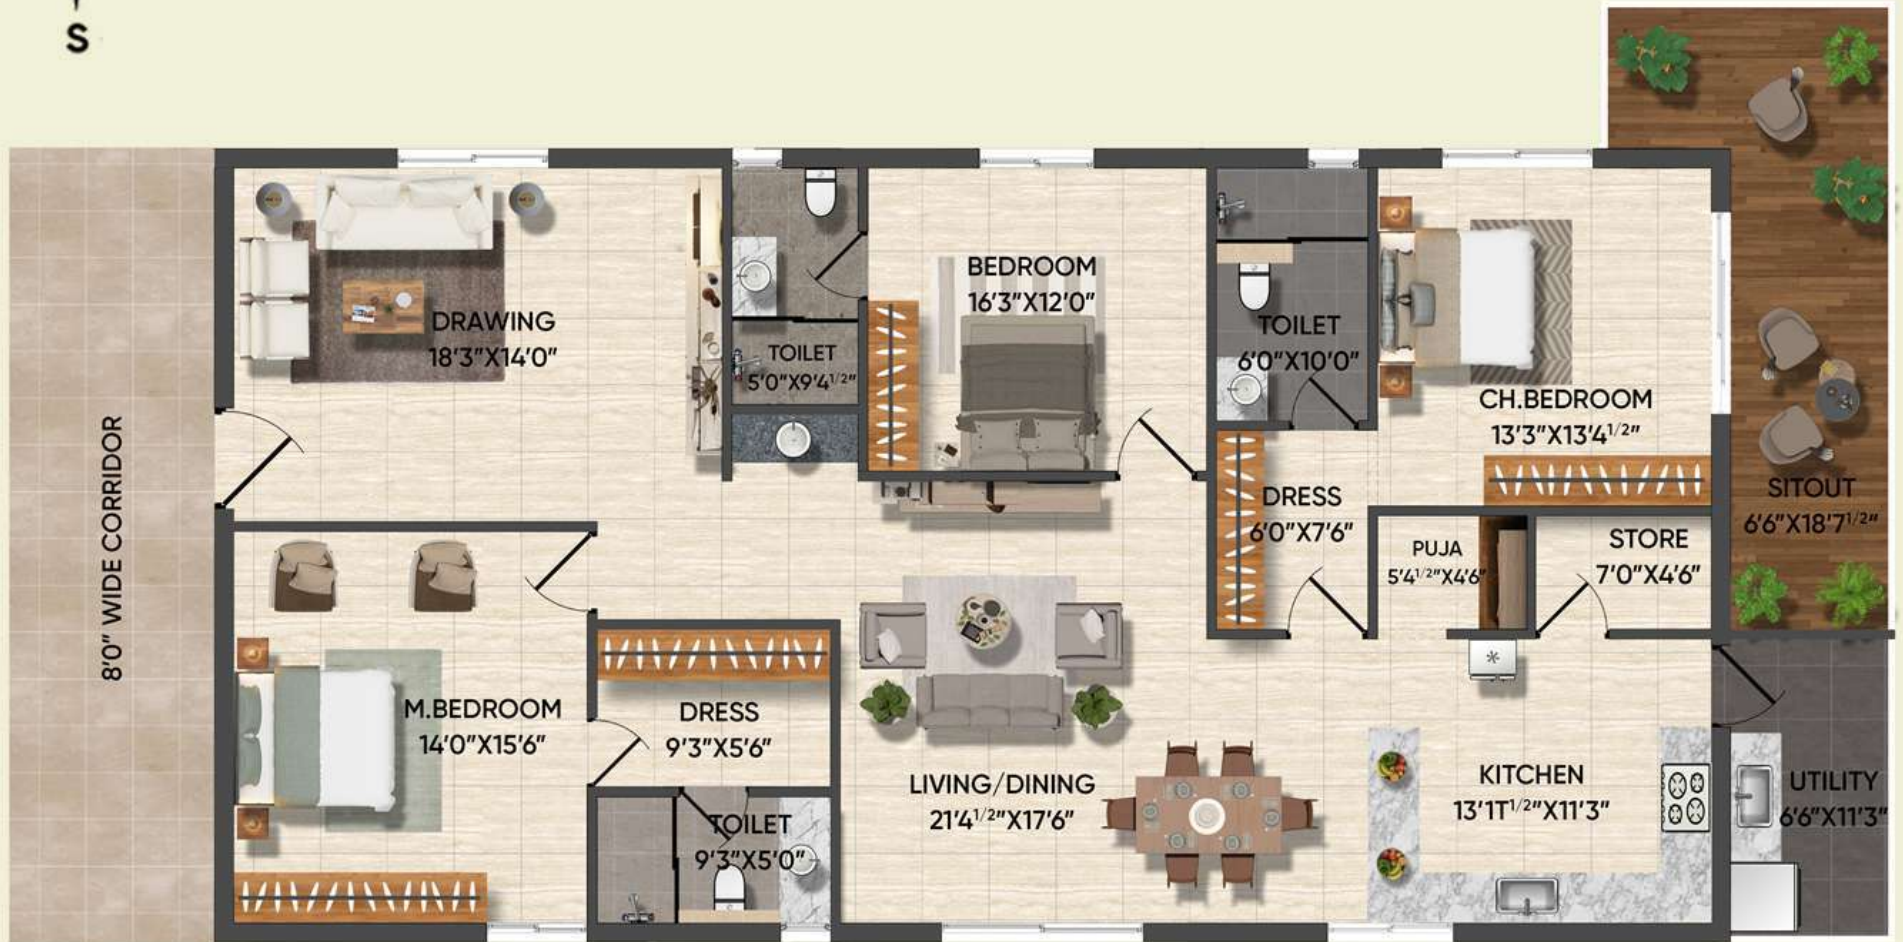 S
DRAWING
18'3"X14'0"
TOILET
5'0"X9'4 1/2"
BEDROOM
16'3"X12'0"
TOILET
6'0"X10'0"
CH.BEDROOM
13'3"X13'4 1/2"
SITOUT
6'6"X18'7 1/2"
DRESS
6'0"X7'6"
PUJA
5'4 1/2"X4'6"
STORE
7'0"X4'6"
8'0" WIDE CORRIDOR
M.BEDROOM
14'0"X15'6"
DRESS
9'3"X5'6"
LIVING/DINING
21'4 1/2"X17'6"
KITCHEN
13'1T 1/2"X11'3"
UTILITY
6'6"X11'3"
TOILET
9'3"X5'0"